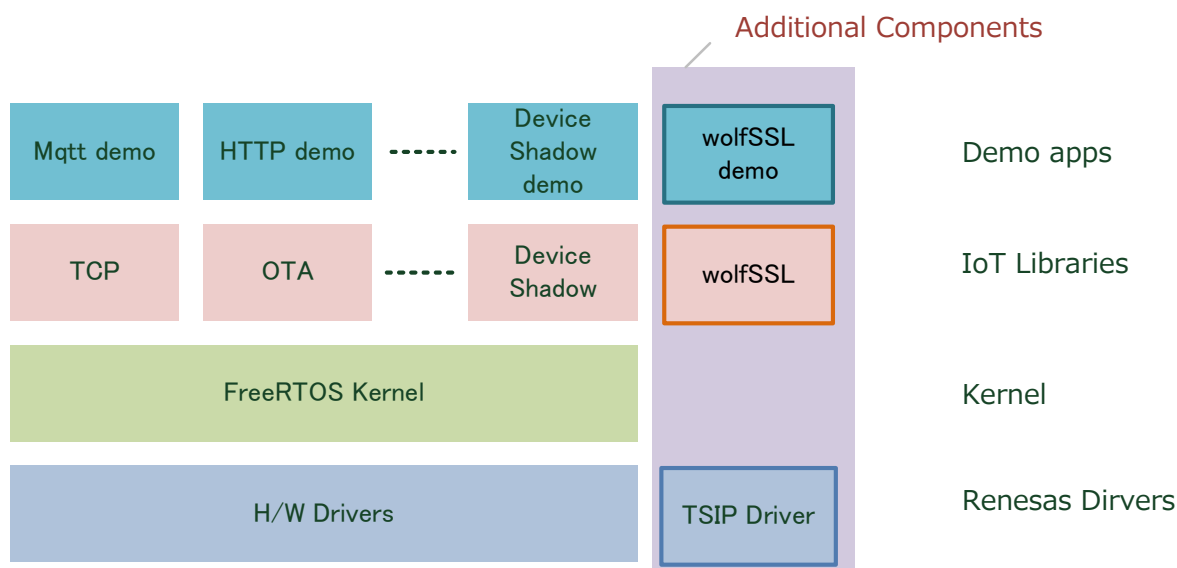 Additional Components
Mqtt demo
HTTP demo
Device
Shadow
demo
wolfSSL
demo
Demo apps
TCP
OTA
Device
Shadow
wolfSSL
IoT Libraries
FreeRTOS Kernel
Kernel
H/W Drivers
TSIP Driver
Renesas Dirvers